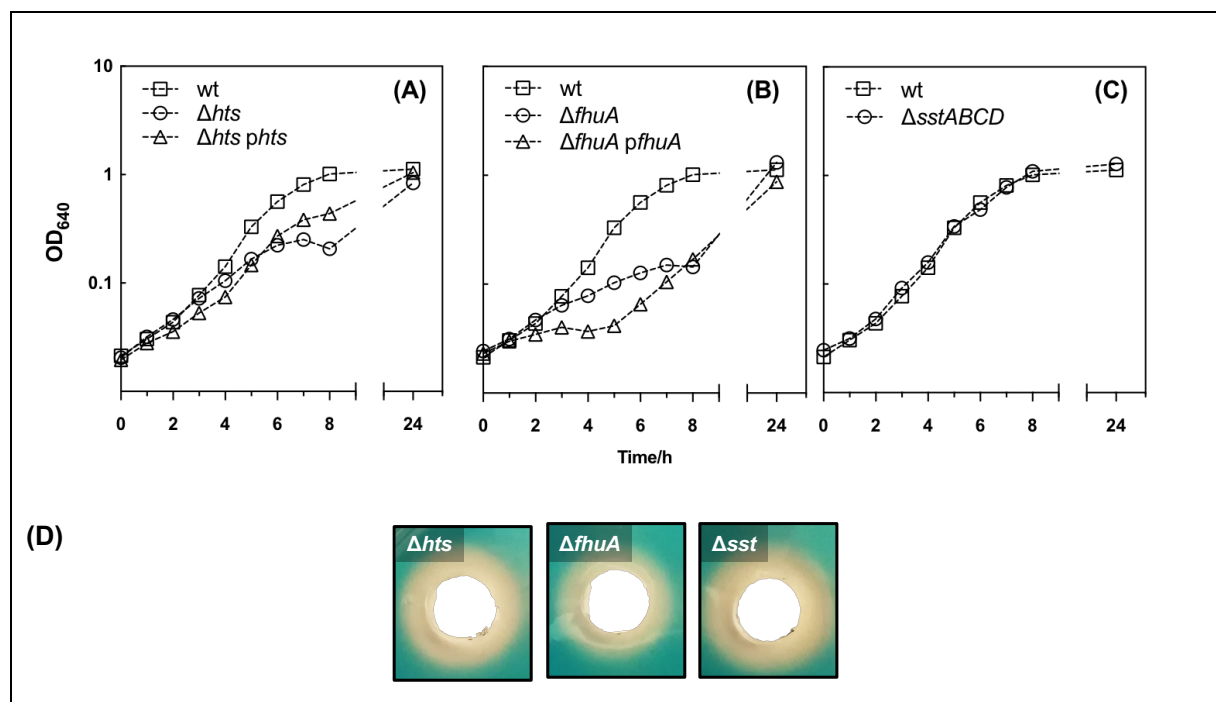 10
1
0.1
OD640
wt
Δhts
Δhts phts
(A)
wt
ΔfhuA
ΔfhuA pfhuA
(B)
wt
ΔsstABCD
(C)
0 2 4 6 8 24
0 2 4 6 8 24
0 2 4 6 8 24
Time/h
(D)
Δhts
ΔfhuA
Δsst